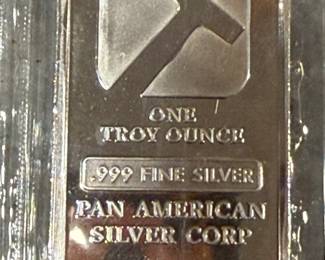 ONE
TROY OUNCE
.999 FINE SILVER
PAN AMERICAN
SILVER CORP